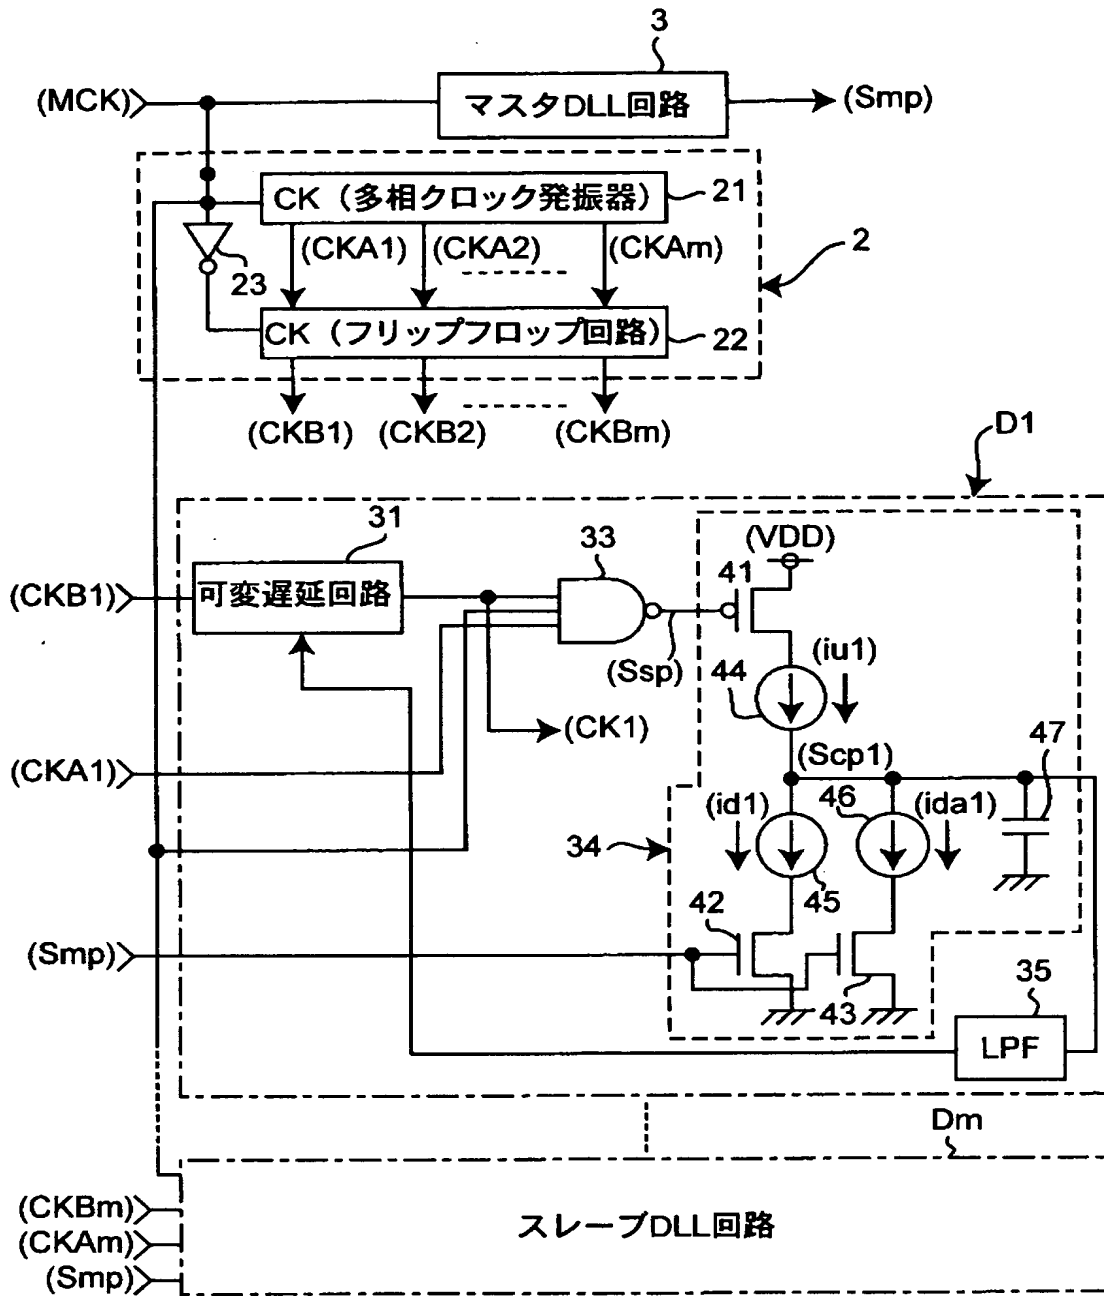 3
(MCK)
マスタDLL回路
(Smp)
CK(多相クロック発振器)
21
(CKA1)
(CKA2)
(CKAm)
23
2
CK(フリップフロップ回路)
22
(CKB1)
(CKB2)
(CKBm)
D1
31
33
(VDD)
41
(CKB1)
可変遅延回路
(Ssp)
(iu1)
44
(CK1)
(Scp1)
47
(CKA1)
(id1)
46
(ida1)
34
42
45
(Smp)
43
35
LPF
Dm
(CKBm)
(CKAm)
(Smp)
スレーブDLL回路